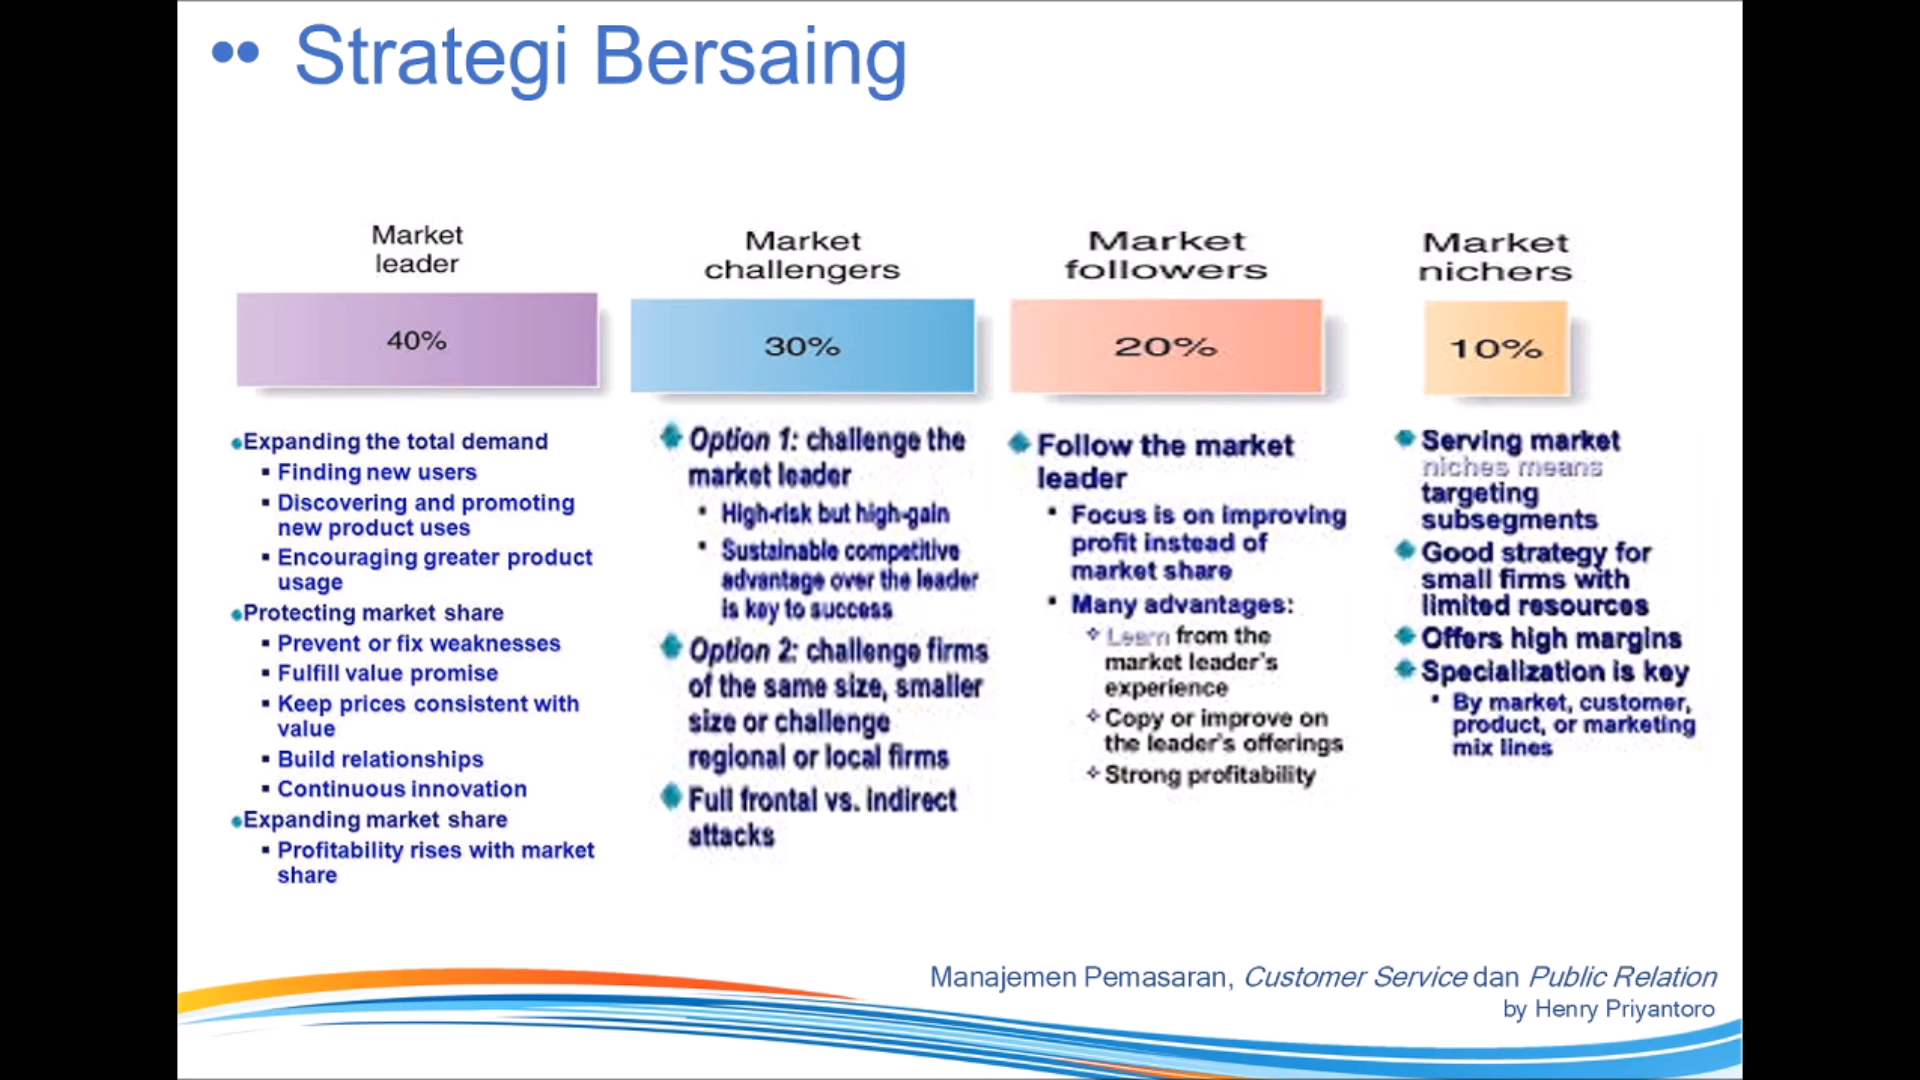 Strategi Bersaing
Market
leader
40%
Expanding the total demand
Finding new users
Discovering and promoting
new product uses
Encouraging greater product
usage
Protecting market share
Prevent or fix weaknesses
Fulfill value promise
Keep prices consistent with
value
Build relationships
Continuous innovation
Expanding market share
Profitability rises with market
share
Market
challengers
30%
Option 1: challenge the
market leader
High-risk but high-gain
Sustainable competitive
advantage over the leader
is key to success
Option 2: challenge firms
of the same size, smaller
size or challenge
regional or local firms
Full frontal vs. indirect
attacks
Market
followers
20%
Follow the market
leader
Focus is on improving
profit instead of
market share
Many advantages:
Learn from the
market leader's
experience
Copy or improve on
the leader's offerings
Strong profitability
Market
nichers
10%
Serving market
niches means
targeting
subsegments
Good strategy for
small firms with
limited resources
Offers high margins
Specialization is key
By market, customer,
product, or marketing
mix lines
Manajemen Pemasaran, Customer Service dan Public Relation
by Henry Priyantoro